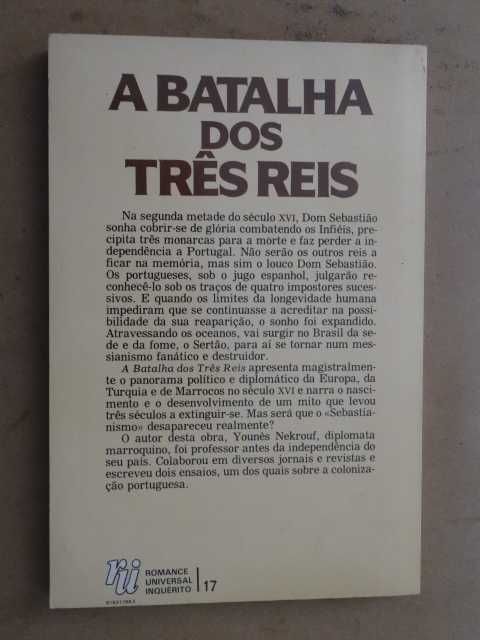 A BATALHA
DOS
TRÊS REIS
Na segunda metade do século XVI, Dom Sebastião
sonha cobrir-se de glória combatendo os Infiéis, pre-
cipita três monarcas para a morte e faz perder a in-
dependência a Portugal. Não serão os outros reis a
ficar na memória, mas sim o louco Dom Sebastião.
Os portugueses, sob o jugo espanhol, julgarão re-
conhecê-lo sob os traços de quatro impostores suces-
sivos. E quando os limites da longevidade humana
impediram que se continuasse a acreditar na possi-
bilidade da sua reaparição, o sonho foi expandido.
Atravessando os oceanos, vai surgir no Brasil da se-
de e da fome, o Sertão, para aí se tornar num mes-
sianismo fanático e destruidor.
A Batalha dos Três Reis apresenta magistralmen-
te o panorama político e diplomático da Europa, da
Turquia e de Marrocos no século XVI e narra o nasci-
mento e o desenvolvimento de um mito que levou
três séculos a extinguir-se. Mas será que o «Sebastia-
nismo» desapareceu realmente?
O autor desta obra, Younès Nekrouf, diplomata
marroquino, foi professor antes da independência do
seu país. Colaborou em diversos jornais e revistas e
escreveu dois ensaios, um dos quais sobre a coloniza-
ção portuguesa.
rui
ROMANCE
UNIVERSAL
INQUÉRITO
17